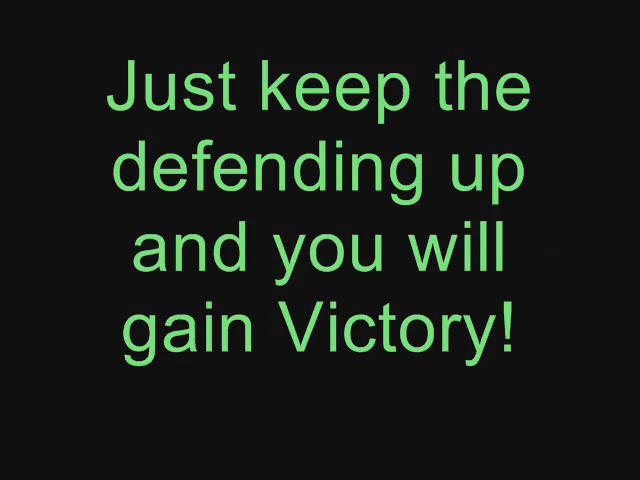 Just keep the
defending up
and you will
gain Victory!